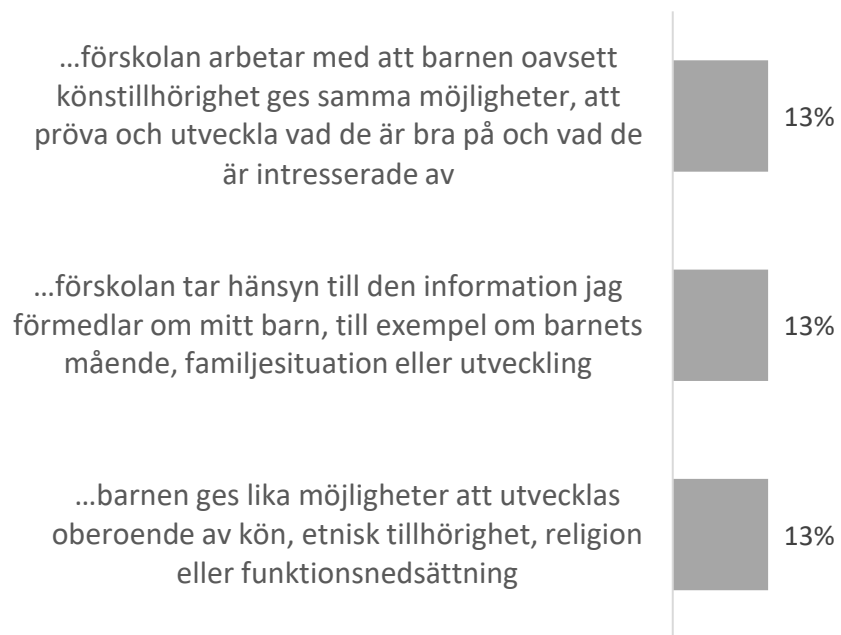 ...förskolan arbetar med att barnen oavsett
könstillhörighet ges samma möjligheter, att
pröva och utveckla vad de är bra på och vad de
är intresserade av
13%
...förskolan tar hänsyn till den information jag
förmedlar om mitt barn, till exempel om barnets
mående, familjesituation eller utveckling
13%
...barnen ges lika möjligheter att utvecklas
oberoende av kön, etnisk tillhörighet, religion
eller funktionsnedsättning
13%